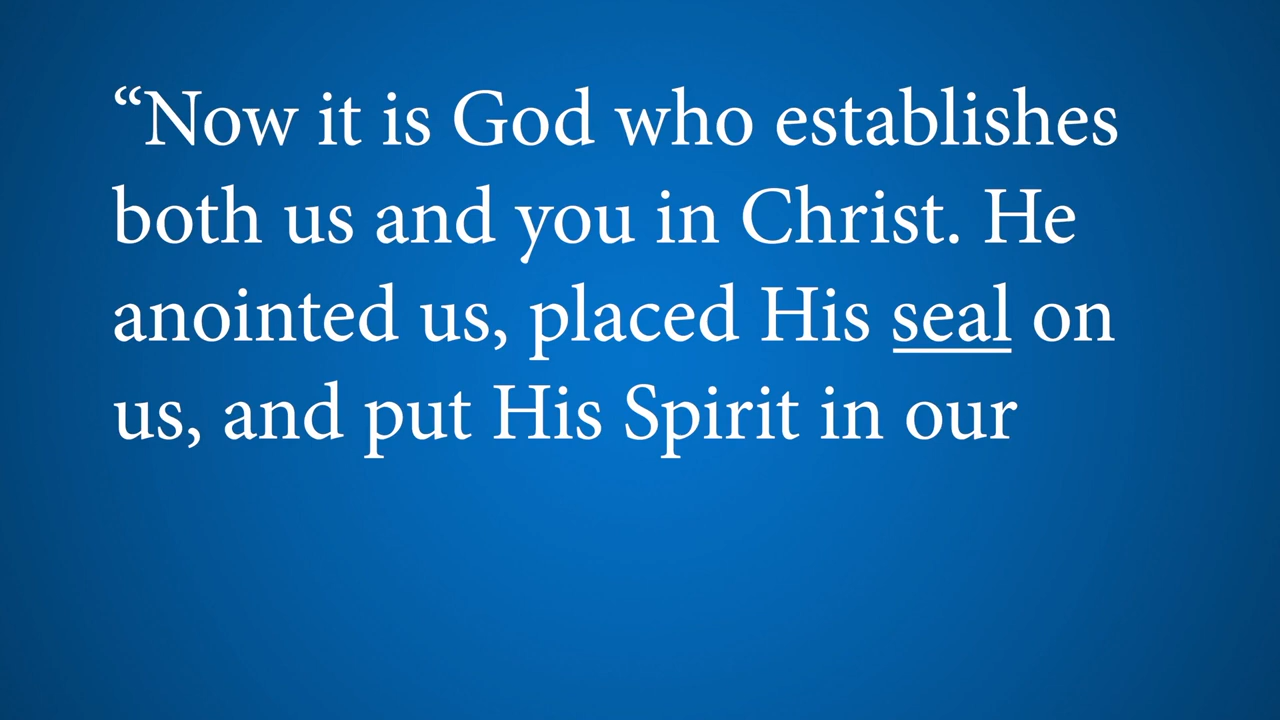 “Now it is God who establishes
both us and you in Christ. He
anointed us, placed His seal on
us, and put His Spirit in our